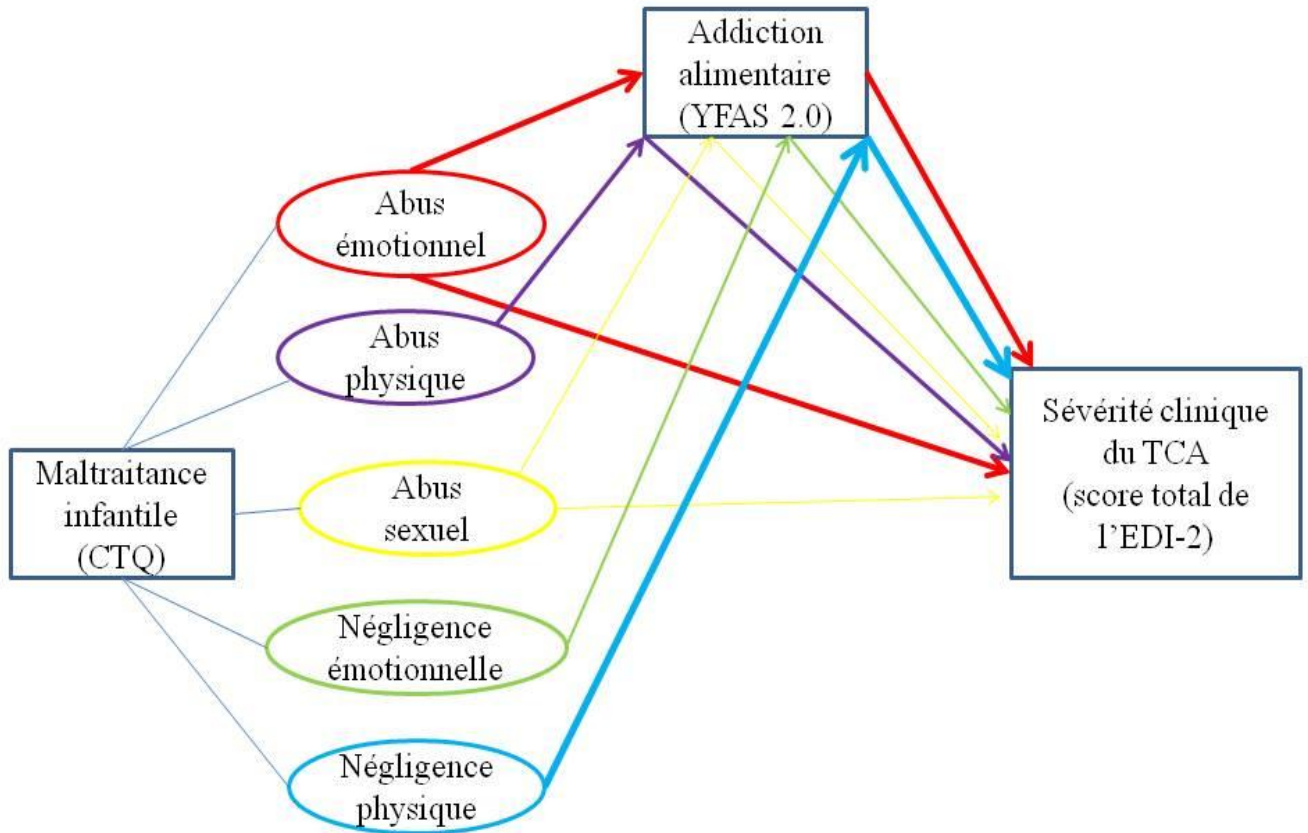 Addiction
alimentaire
(YFAS 2.0)
Abus
émotionnel
Abus
physique
Maltraitance
infantile
(CTQ)
Abus
sexuel
Négligence
émotionnelle
Négligence
physique
Sévérité clinique
du TCA
(score total de
l’EDI-2)